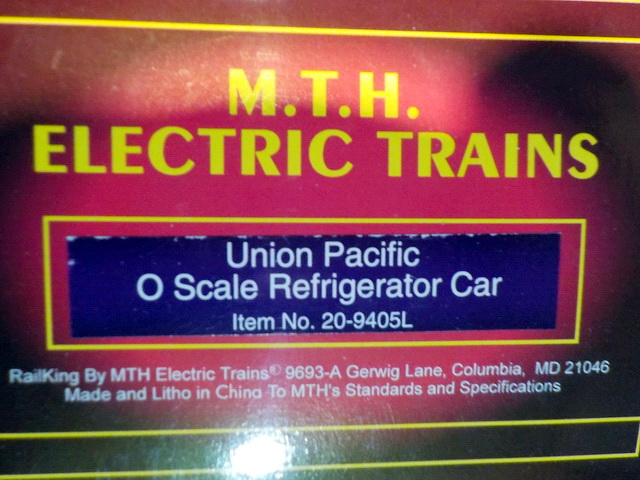 M.T.H.
ELECTRIC TRAINS
Union Pacific
O Scale Refrigerator Car
Item No. 20-9405L
RailKing By MTH Electric Trains© 9693-A Gerwig Lane, Columbia, MD 21046
Made and Litho in China To MTH's Standards and Specifications